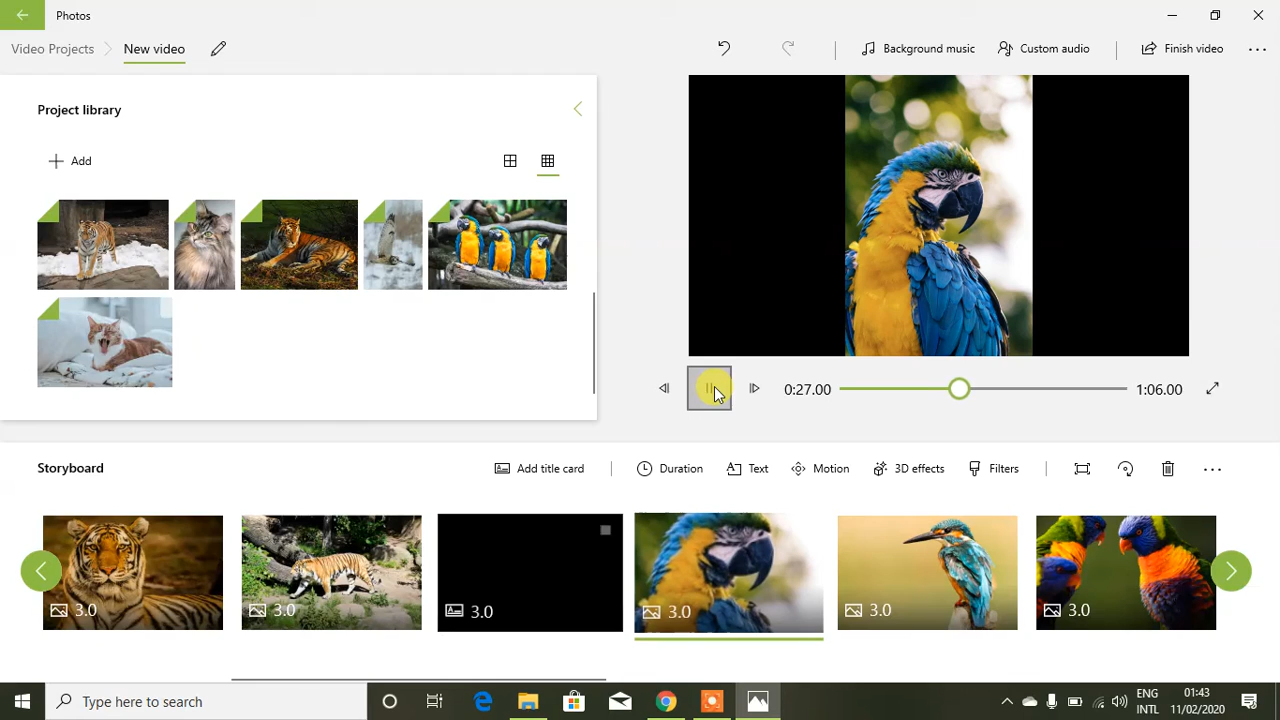 Photos
Video Projects New video
Background music Custom audio Finish video
Project library
Add
0:27.00 1:06.00
Storyboard Add title card Duration Text Motion 3D effects Filters
3.0 3.0 3.0 3.0 3.0 3.0
Type here to search
ENG 01:43
INTL 11/02/2020